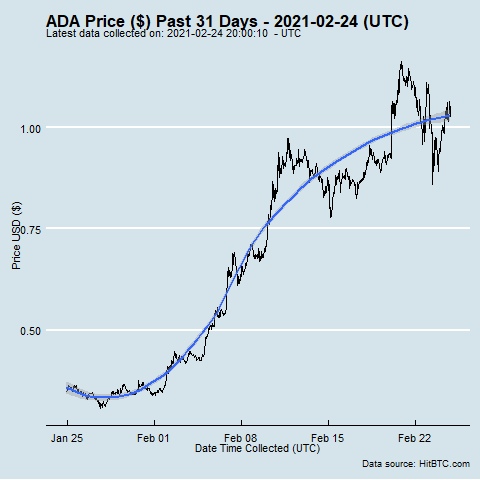 ADA Price ($) Past 31 Days - 2021-02-24 (UTC)
Latest data collected on: 2021-02-24 20:00:10 - UTC
1.00
0.75
0.50
Price USD ($)
Jan 25 Feb 01 Feb 08 Feb 15 Feb 22
Date Time Collected (UTC)
Data source: HitBTC.com